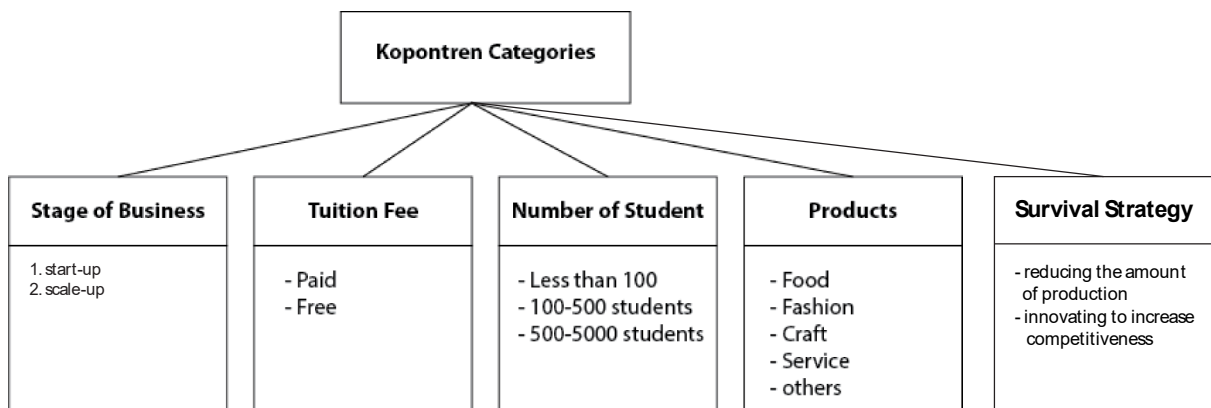 Kopontren Categories
Stage of Business
1. start-up
2. scale-up
Tuition Fee
- Paid
- Free
Number of Student
- Less than 100
- 100-500 students
- 500-5000 students
Products
- Food
- Fashion
- Craft
- Service
- others
Survival Strategy
- reducing the amount
of production
- innovating to increase
competitiveness